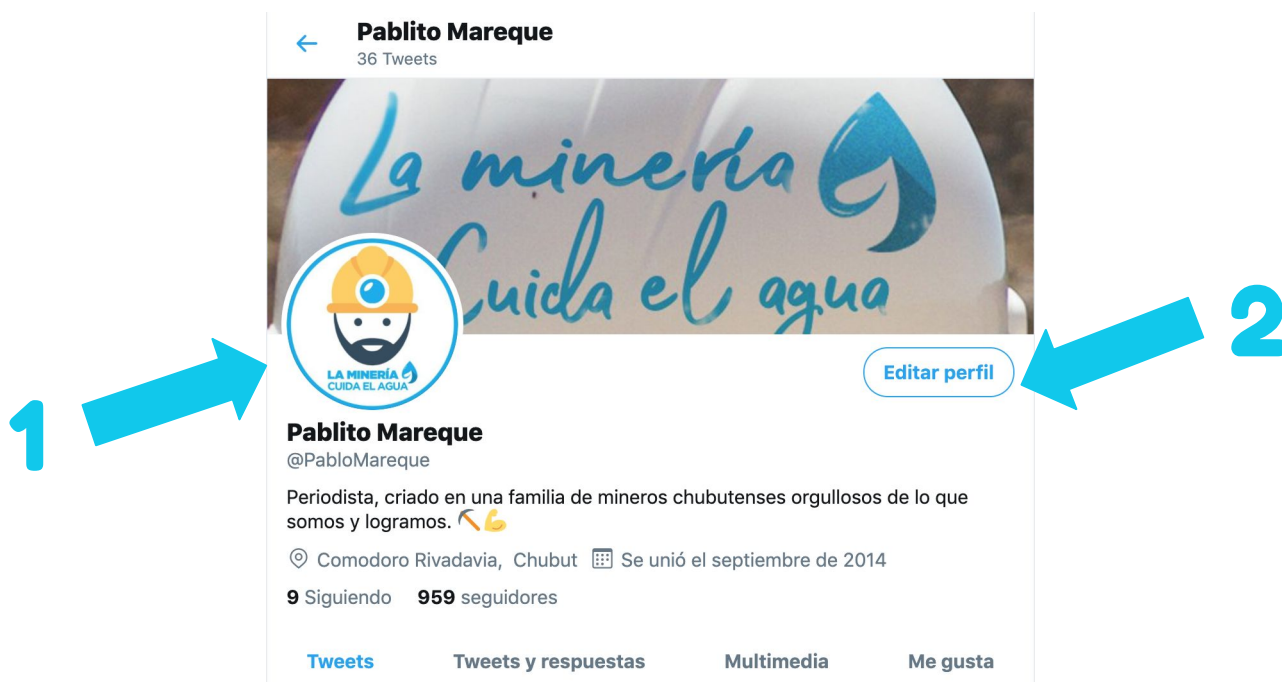 Pablito Mareque
36 Tweets
La minería
Cuida el agua
LA MINERÍA
CUIDA EL AGUA
Editar perfil
1
2
Pablito Mareque
@PabloMareque
Periodista, criado en una familia de mineros chubutenses orgullosos de lo que
somos y logramos. ⛏️💪
Comodoro Rivadavia, Chubut Se unió el septiembre de 2014
9 Siguiendo 959 seguidores
Tweets Tweets y respuestas Multimedia Me gusta